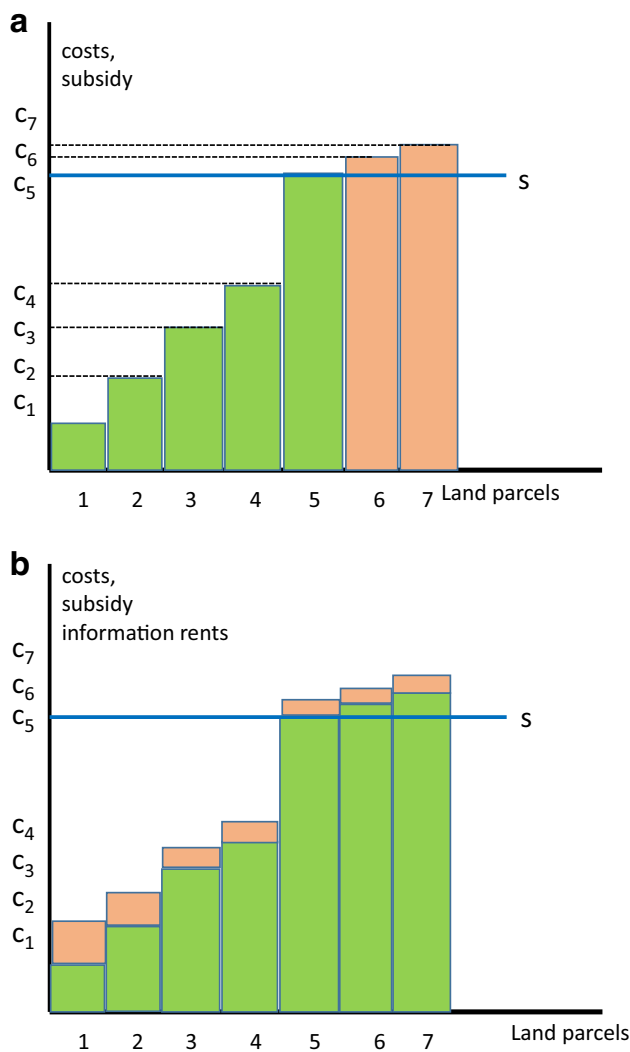 a
costs,
subsidy
c7
c6
c5
s
c4
c3
c2
c1
1 2 3 4 5 6 7 Land parcels
b
costs,
subsidy
information rents
c7
c6
c5
s
c4
c3
c2
c1
1 2 3 4 5 6 7
Land parcels